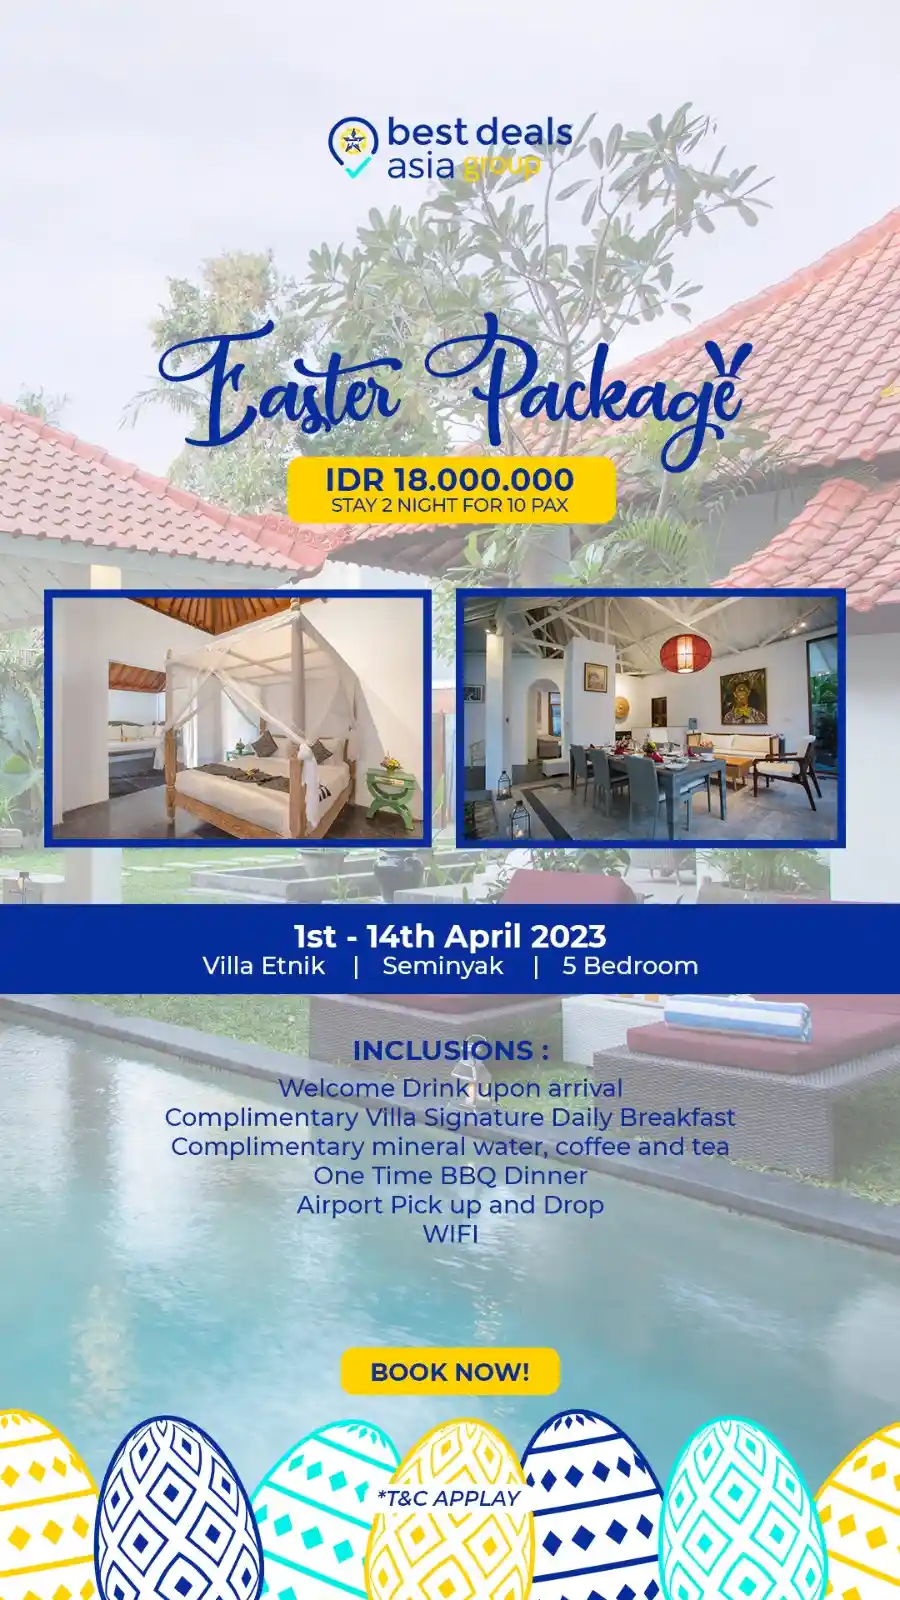 best deals
asia group
Easter Package
IDR 18.000.000
STAY 2 NIGHT FOR 10 PAX
1st - 14th April 2023
Villa Etnik | Seminyak | 5 Bedroom
INCLUSIONS :
Welcome Drink upon arrival
Complimentary Villa Signature Daily Breakfast
Complimentary mineral water, coffee and tea
One Time BBQ Dinner
Airport Pick up and Drop
WIFI
BOOK NOW!
*T&C APPLAY